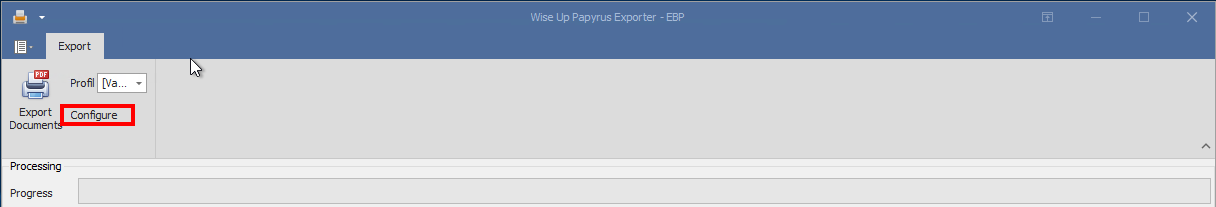 Wise Up Papyrus Exporter - EBP
Export
PDF
Profil [Va...
Configure
Export
Documents
Processing
Progress